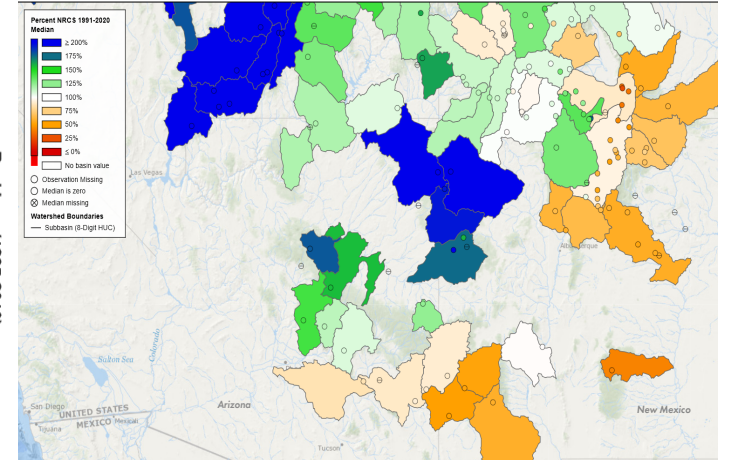 Percent NRCS 1991-2020
Median
≥ 200%
175%
150%
125%
100%
75%
50%
25%
≤ 0%
No basin value
Observation Missing
Median is zero
Median missing
Watershed Boundaries
Subbasin (8-Digit HUC)
Las Vegas
Albuquerque
Colorado
Salton Sea
Arizona
San Diego
UNITED STATES
MEXICO
Mexicali
Tijuana
New Mexico
Tucson